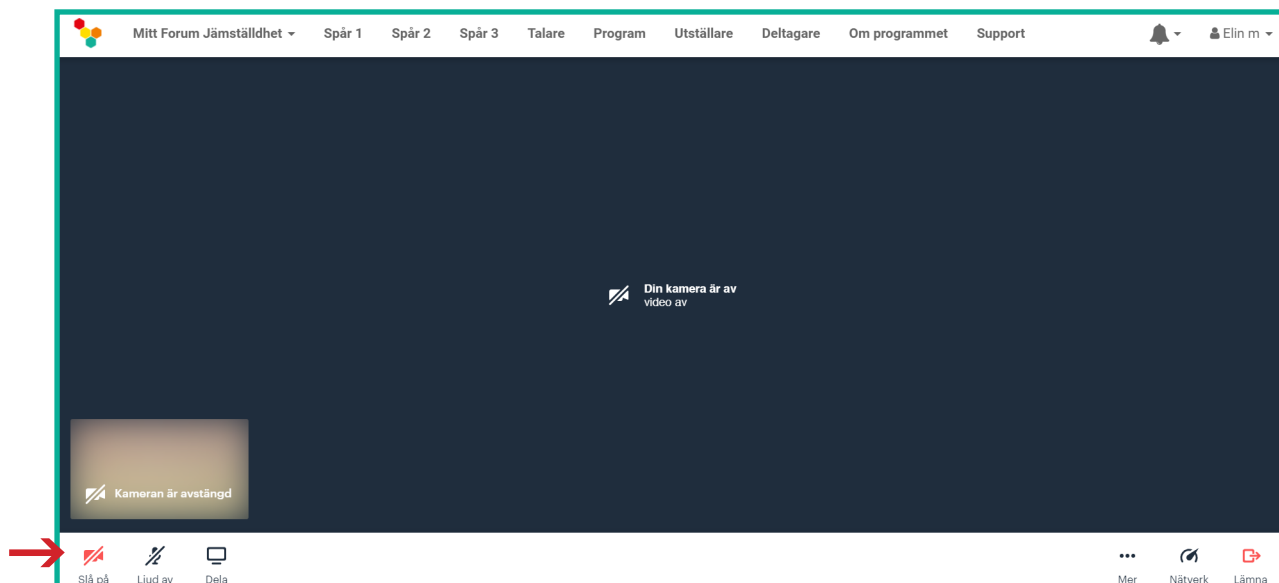 Mitt Forum Jämställdhet Spår 1 Spår 2 Spår 3 Talare Program Utställare Deltagare Om programmet Support Elin m
Din kamera är av
video av
Kameran är avstängd
Slå på Ljud av Dela Mer Nätverk Lämna